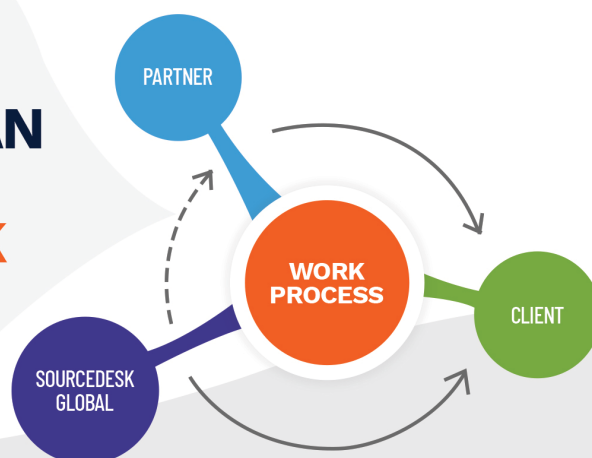 PARTNER
WORK
PROCESS
CLIENT
SOURCEDESK
GLOBAL